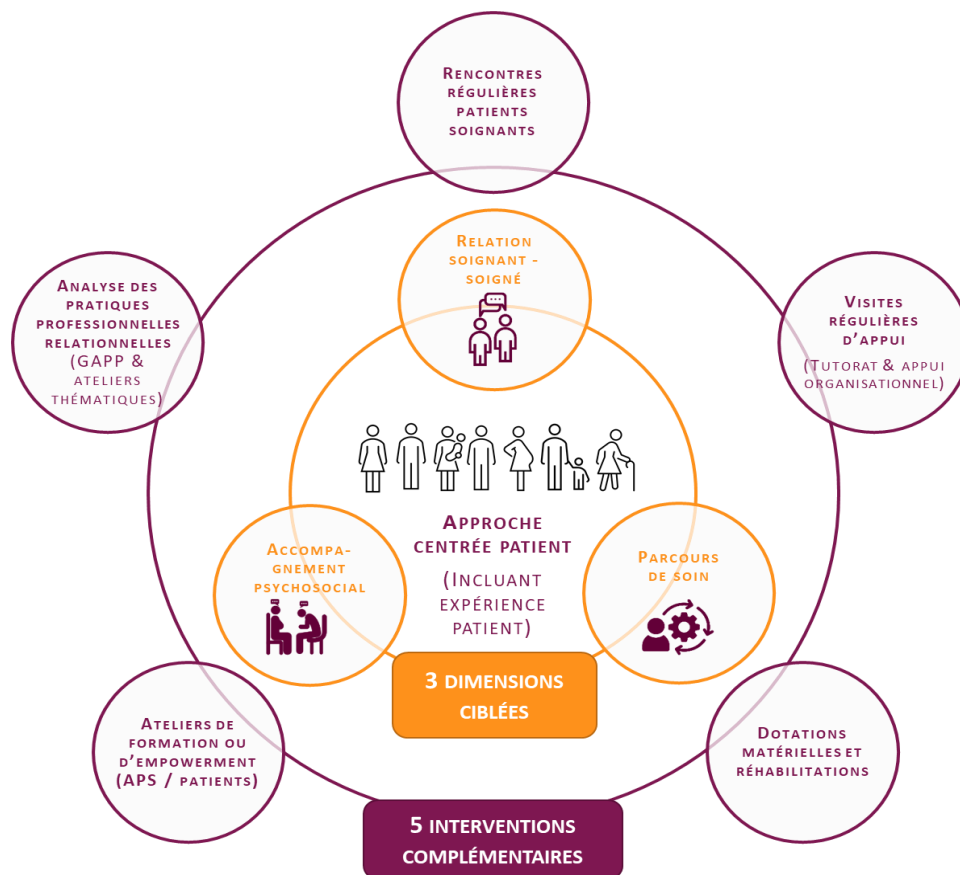 Rencontres
régulières
patients
soignants
Relation
soignant -
soigné
Analyse des
pratiques
professionnelles
relationnelles
(GAPP &
ateliers
thématiques)
Visites
régulières
d'appui
(Tutorat & appui
organisationnel)
Approche
centrée patient
(Incluant
expérience
patient)
Accompa-
gnement
psychosocial
Parcours
de soin
3 dimensions
ciblées
Ateliers de
formation ou
d'empowerment
(APS / patients)
Dotations
matérielles et
réhabilitations
5 interventions
complémentaires